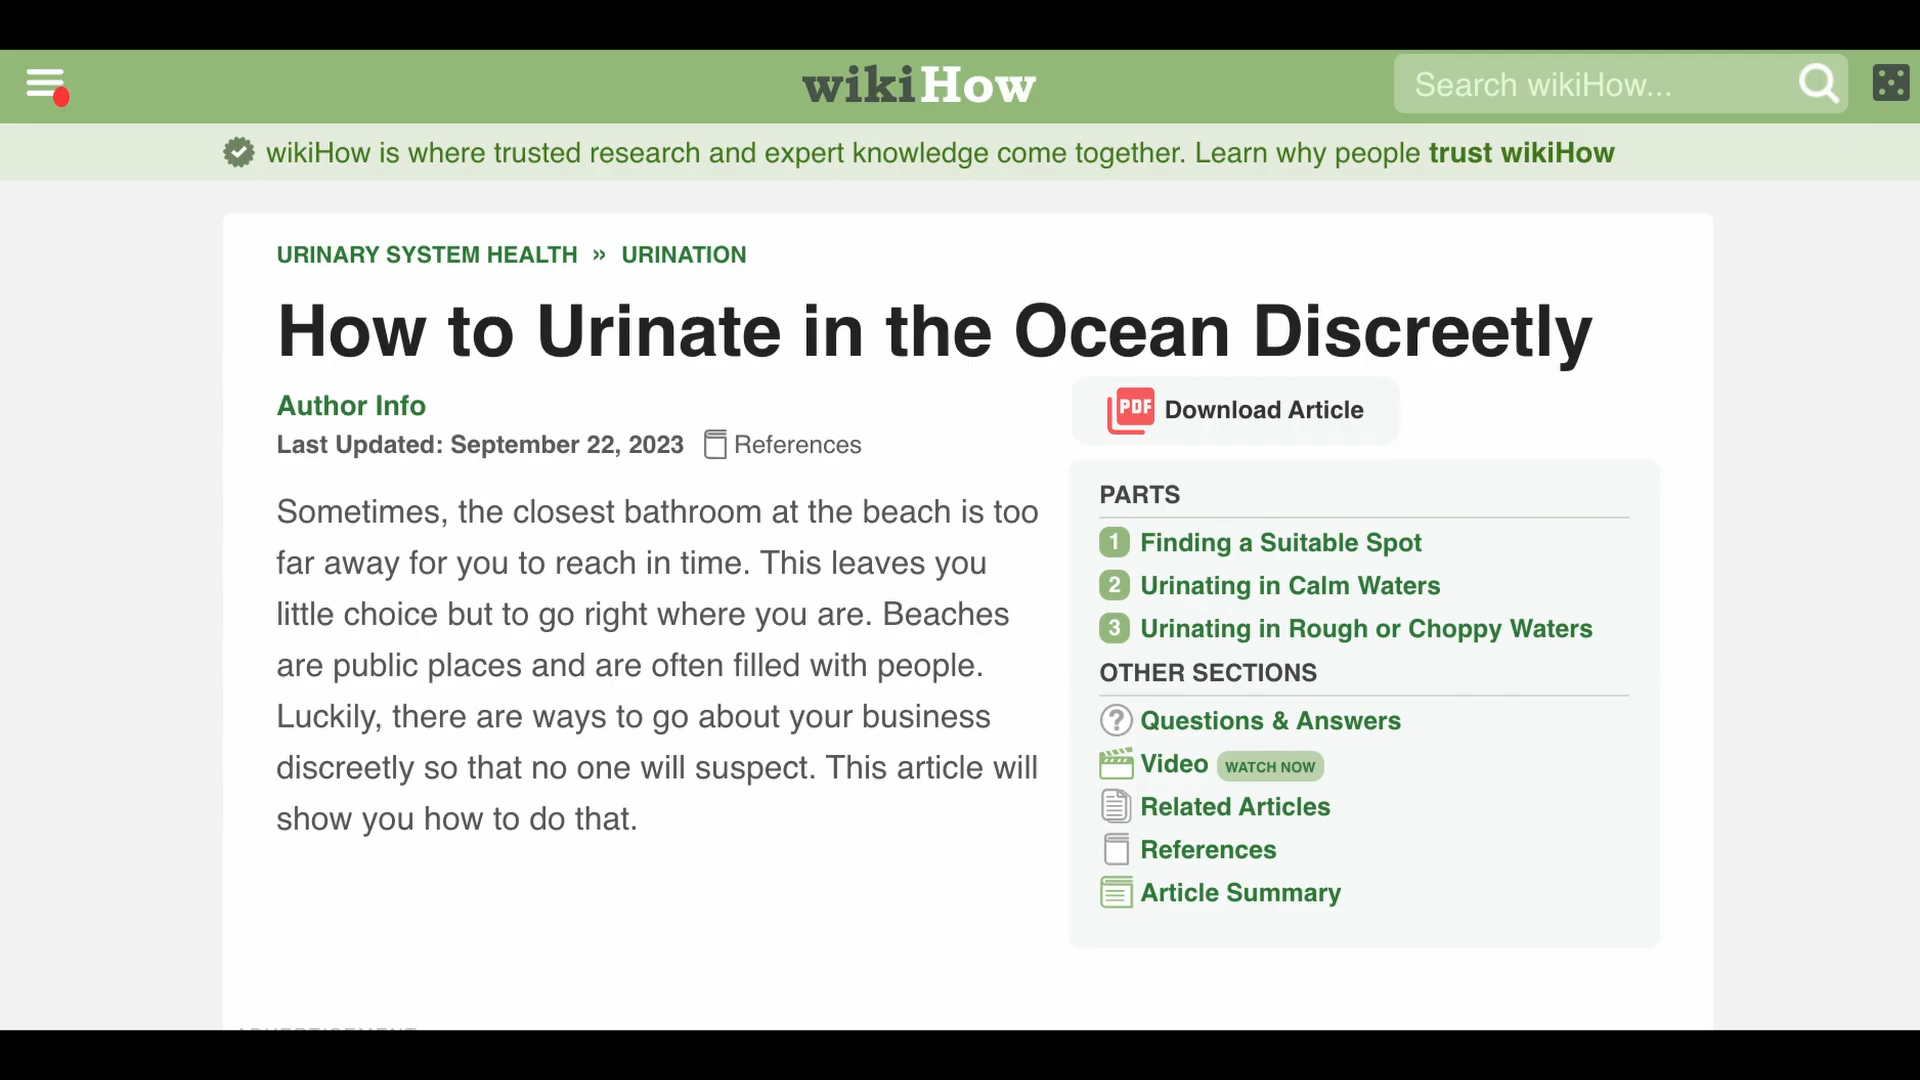 wikiHow
Search wikiHow...
wikiHow is where trusted research and expert knowledge come together. Learn why people trust wikiHow
URINARY SYSTEM HEALTH » URINATION
How to Urinate in the Ocean Discreetly
Author Info
Last Updated: September 22, 2023 References
Sometimes, the closest bathroom at the beach is too
far away for you to reach in time. This leaves you
little choice but to go right where you are. Beaches
are public places and are often filled with people.
Luckily, there are ways to go about your business
discreetly so that no one will suspect. This article will
show you how to do that.
PDF Download Article
PARTS
1 Finding a Suitable Spot
2 Urinating in Calm Waters
3 Urinating in Rough or Choppy Waters
OTHER SECTIONS
? Questions & Answers
Video WATCH NOW
Related Articles
References
Article Summary